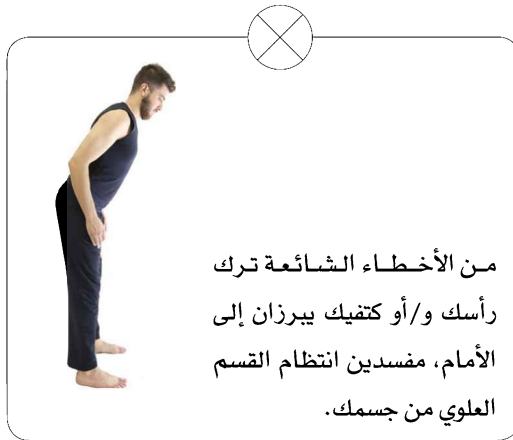 من الأخطاء الشائعة ترك
رأسك و/أو كتفيك يبرزان إلى
الأمام، مفسدين انتظام القسم
العلوي من جسمك.